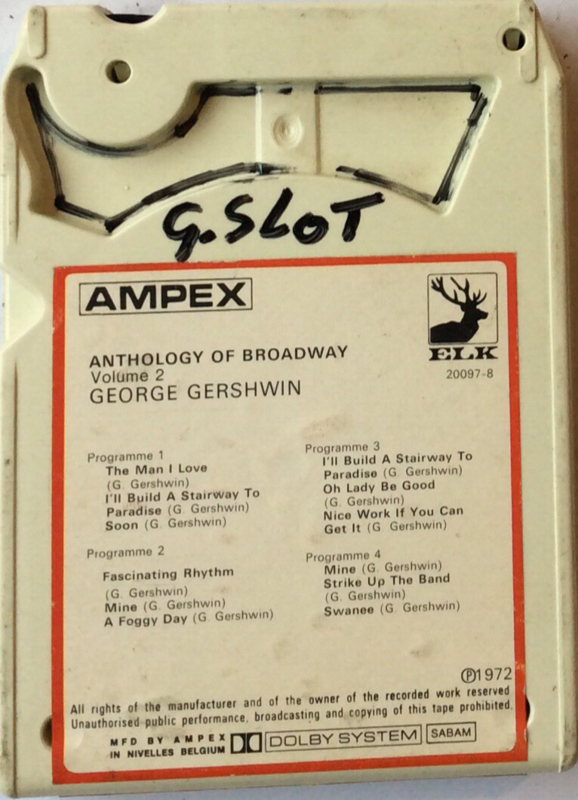 G.SLOT
AMPEX
ELK
20097-8
ANTHOLOGY OF BROADWAY
Volume 2
GEORGE GERSHWIN
Programme 1
The Man I Love
(G. Gershwin)
I'll Build A Stairway To
Paradise (G. Gershwin)
Soon (G. Gershwin)
Programme 2
Fascinating Rhythm
(G. Gershwin)
Mine (G. Gershwin)
A Foggy Day (G. Gershwin)
Programme 3
I'll Build A Stairway To
Paradise (G. Gershwin)
Oh Lady Be Good
(G. Gershwin)
Nice Work If You Can
Get It (G. Gershwin)
Programme 4
Mine (G. Gershwin)
Strike Up The Band
(G. Gershwin)
Swanee (G. Gershwin)
Ⓟ1972
All rights of the manufacturer and of the owner of the recorded work reserved
Unauthorised public performance, broadcasting and copying of this tape prohibited.
MFD BY AMPEX
IN NIVELLES BELGIUM
DOLBY SYSTEM
SABAM